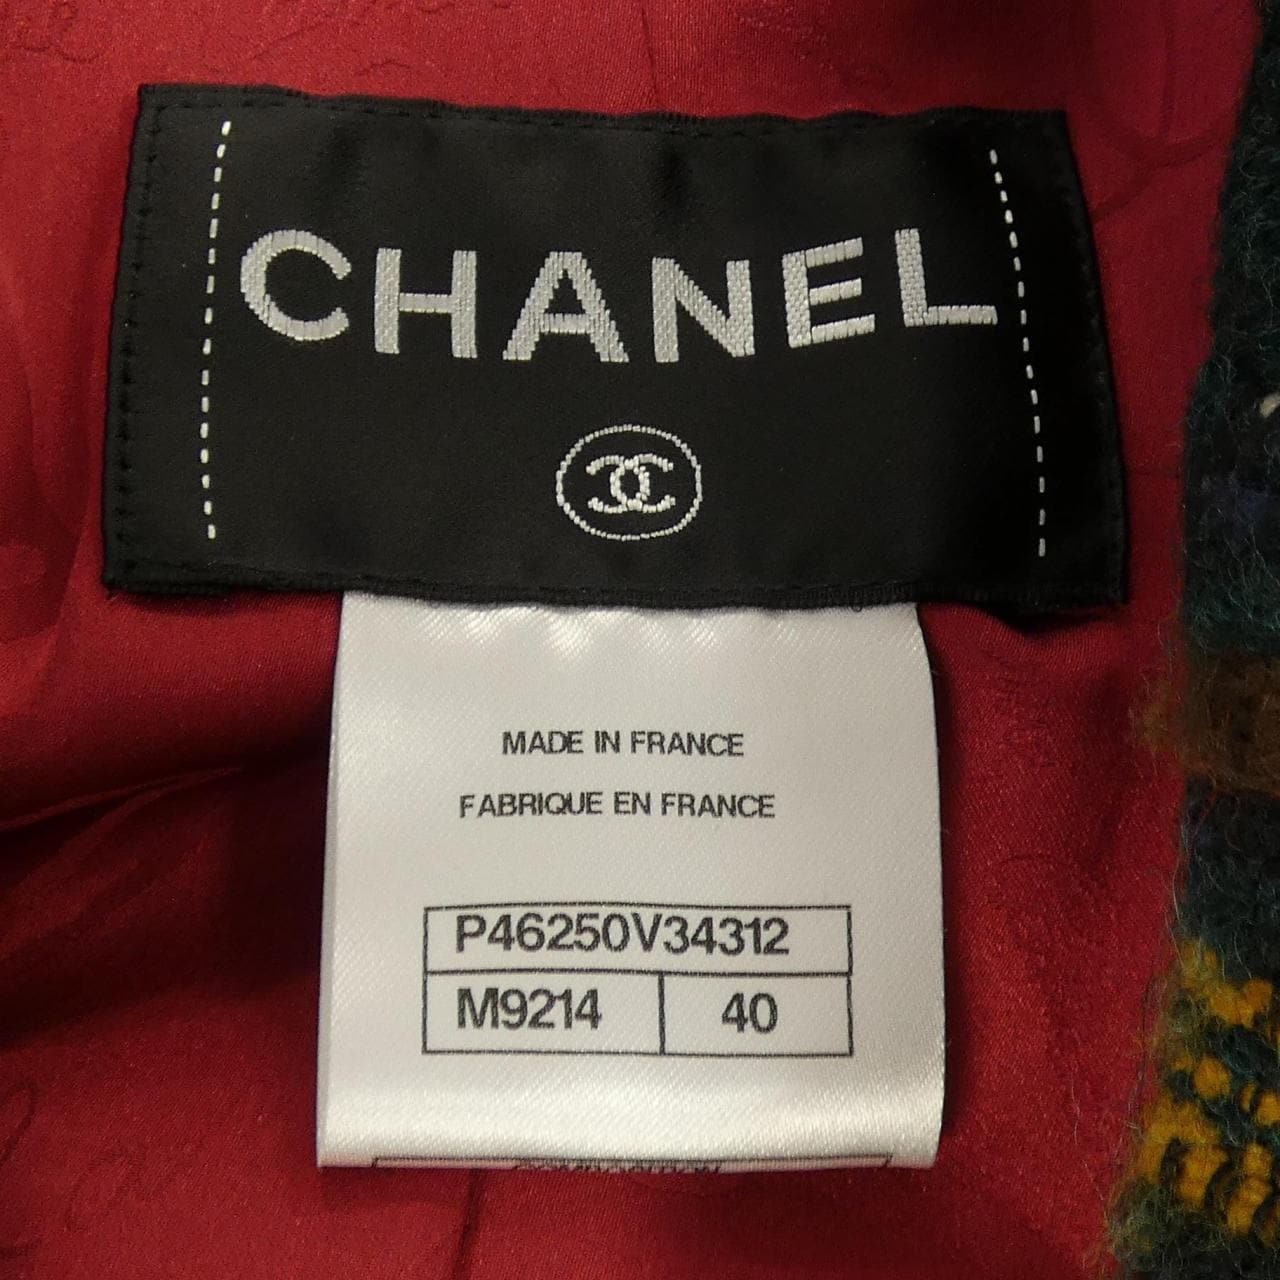 CHANEL
MADE IN FRANCE
FABRIQUE EN FRANCE
P46250V34312
M9214 40